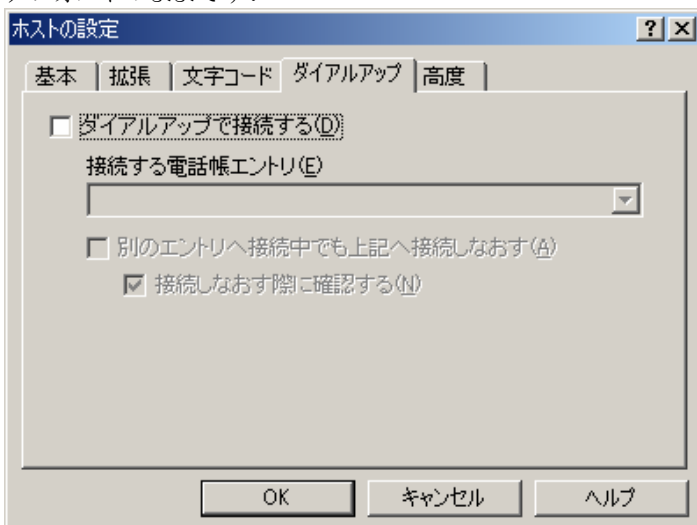 ホストの設定
基本 拡張 文字コード ダイアルアップ 高度
ダイアルアップで接続する(D)
接続する電話帳エントリ(E)
別のエントリへ接続中でも上記へ接続しなおす(A)
接続しなおす際に確認する(N)
OK キャンセル ヘルプ